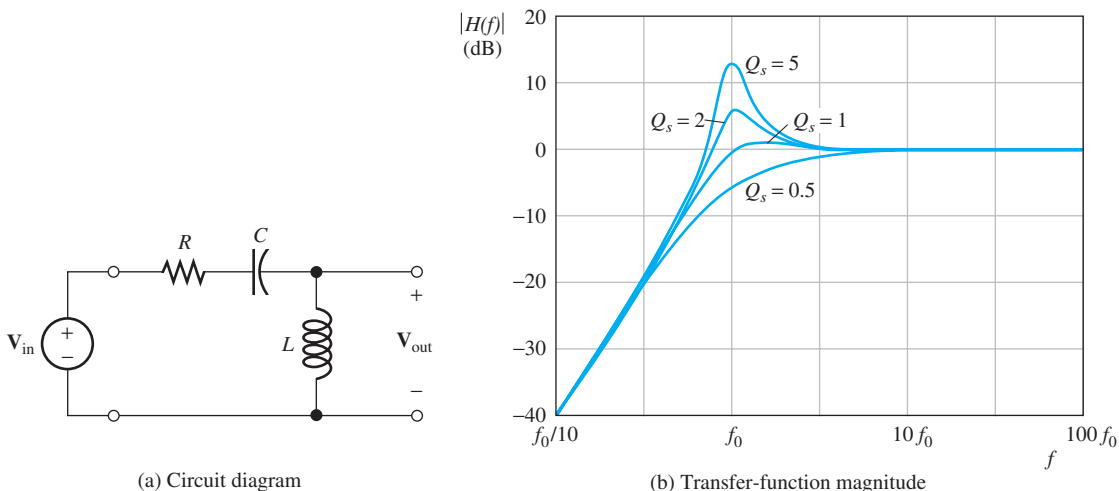 R
C
+
−
V_in
L
+
V_out
−
(a) Circuit diagram
|H(f)|
(dB)
20
10
0
−10
−20
−30
−40
Q_s = 5
Q_s = 2
Q_s = 1
Q_s = 0.5
f_0/10
f_0
10 f_0
100 f_0
f
(b) Transfer-function magnitude